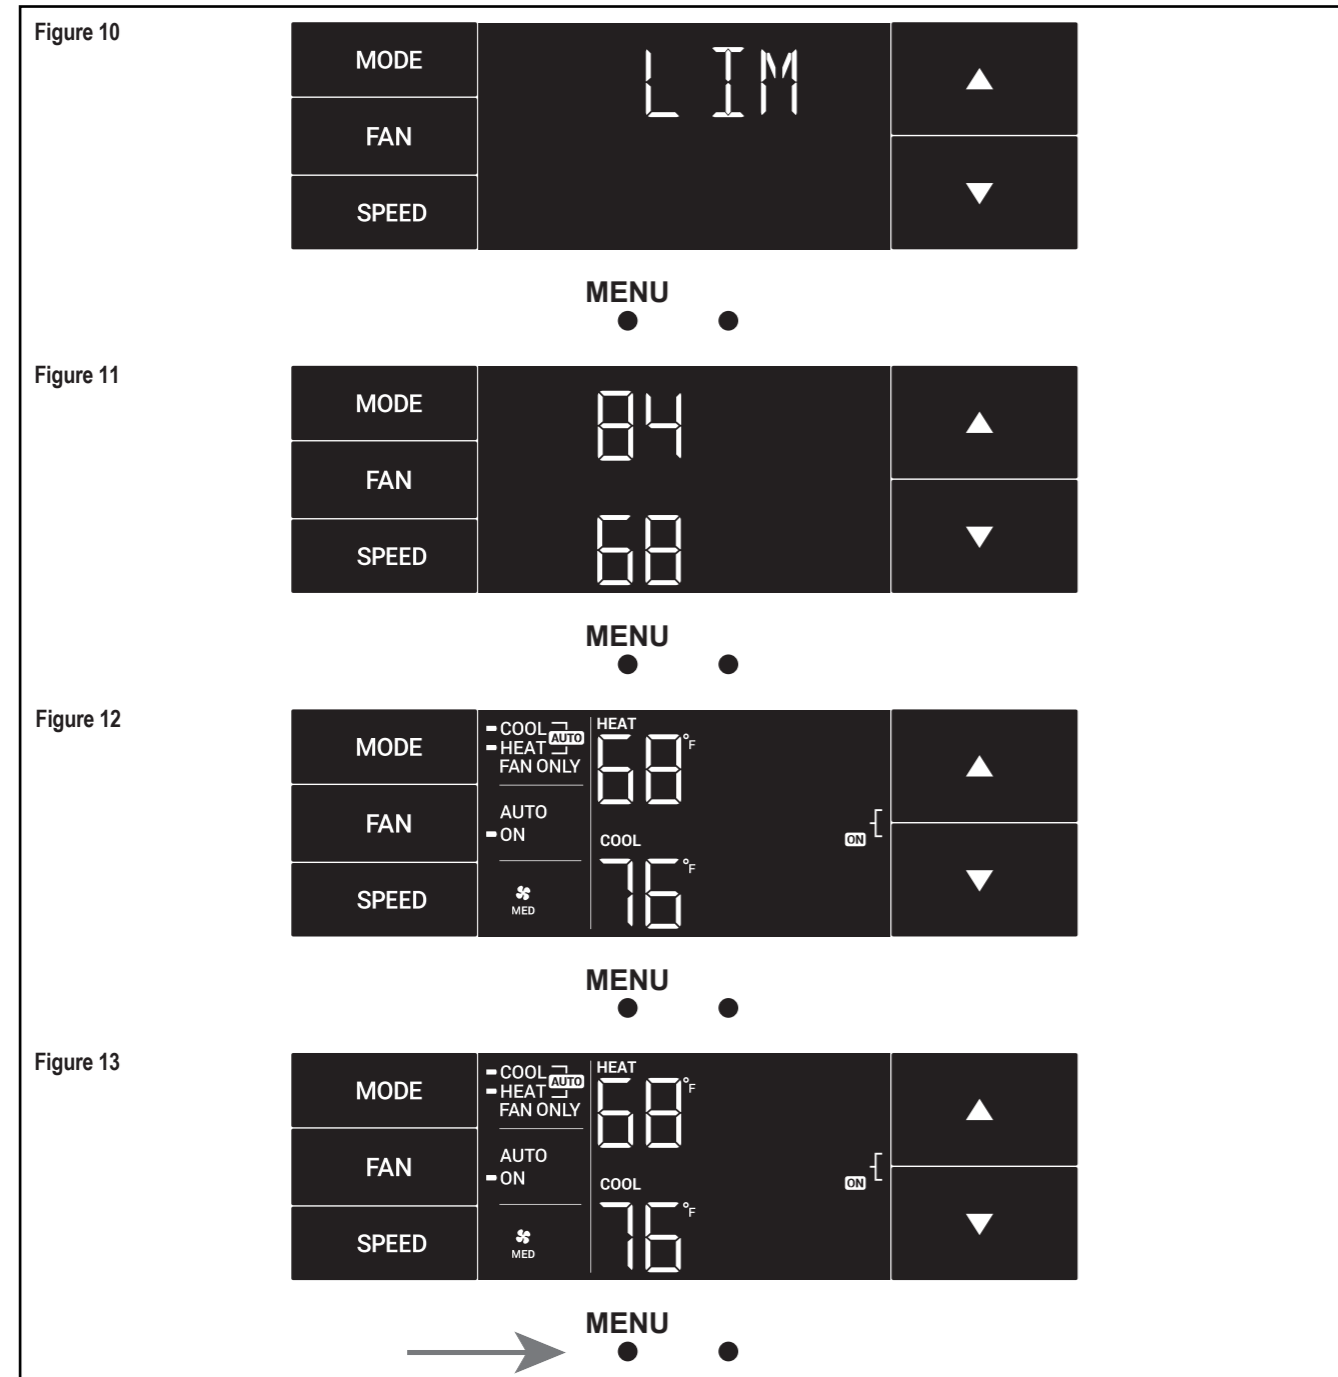 Figure 10
MODE
FAN
SPEED
LIM
▲
▼
MENU
Figure 11
MODE
FAN
SPEED
84
68
▲
▼
MENU
Figure 12
MODE
FAN
SPEED
COOL
HEAT
AUTO
FAN ONLY
AUTO
ON
MED
HEAT
68°F
COOL
76°F
ON
▲
▼
MENU
Figure 13
MODE
FAN
SPEED
COOL
HEAT
AUTO
FAN ONLY
AUTO
ON
MED
HEAT
68°F
COOL
76°F
ON
▲
▼
MENU